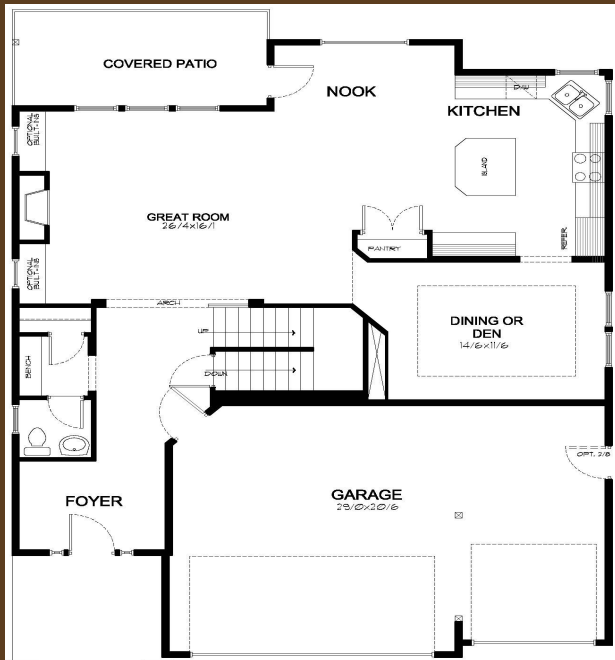 COVERED PATIO
NOOK
D/W
KITCHEN
OPTIONAL
BUILT-INS
ISLAND
GREAT ROOM
26/4x16/1
PANTRY
REFER.
OPTIONAL
BUILT-INS
ARCH
UP
DINING OR
DEN
14/6x11/6
BENCH
DOWN
OPT. 2/8
FOYER
GARAGE
29/0x20/6